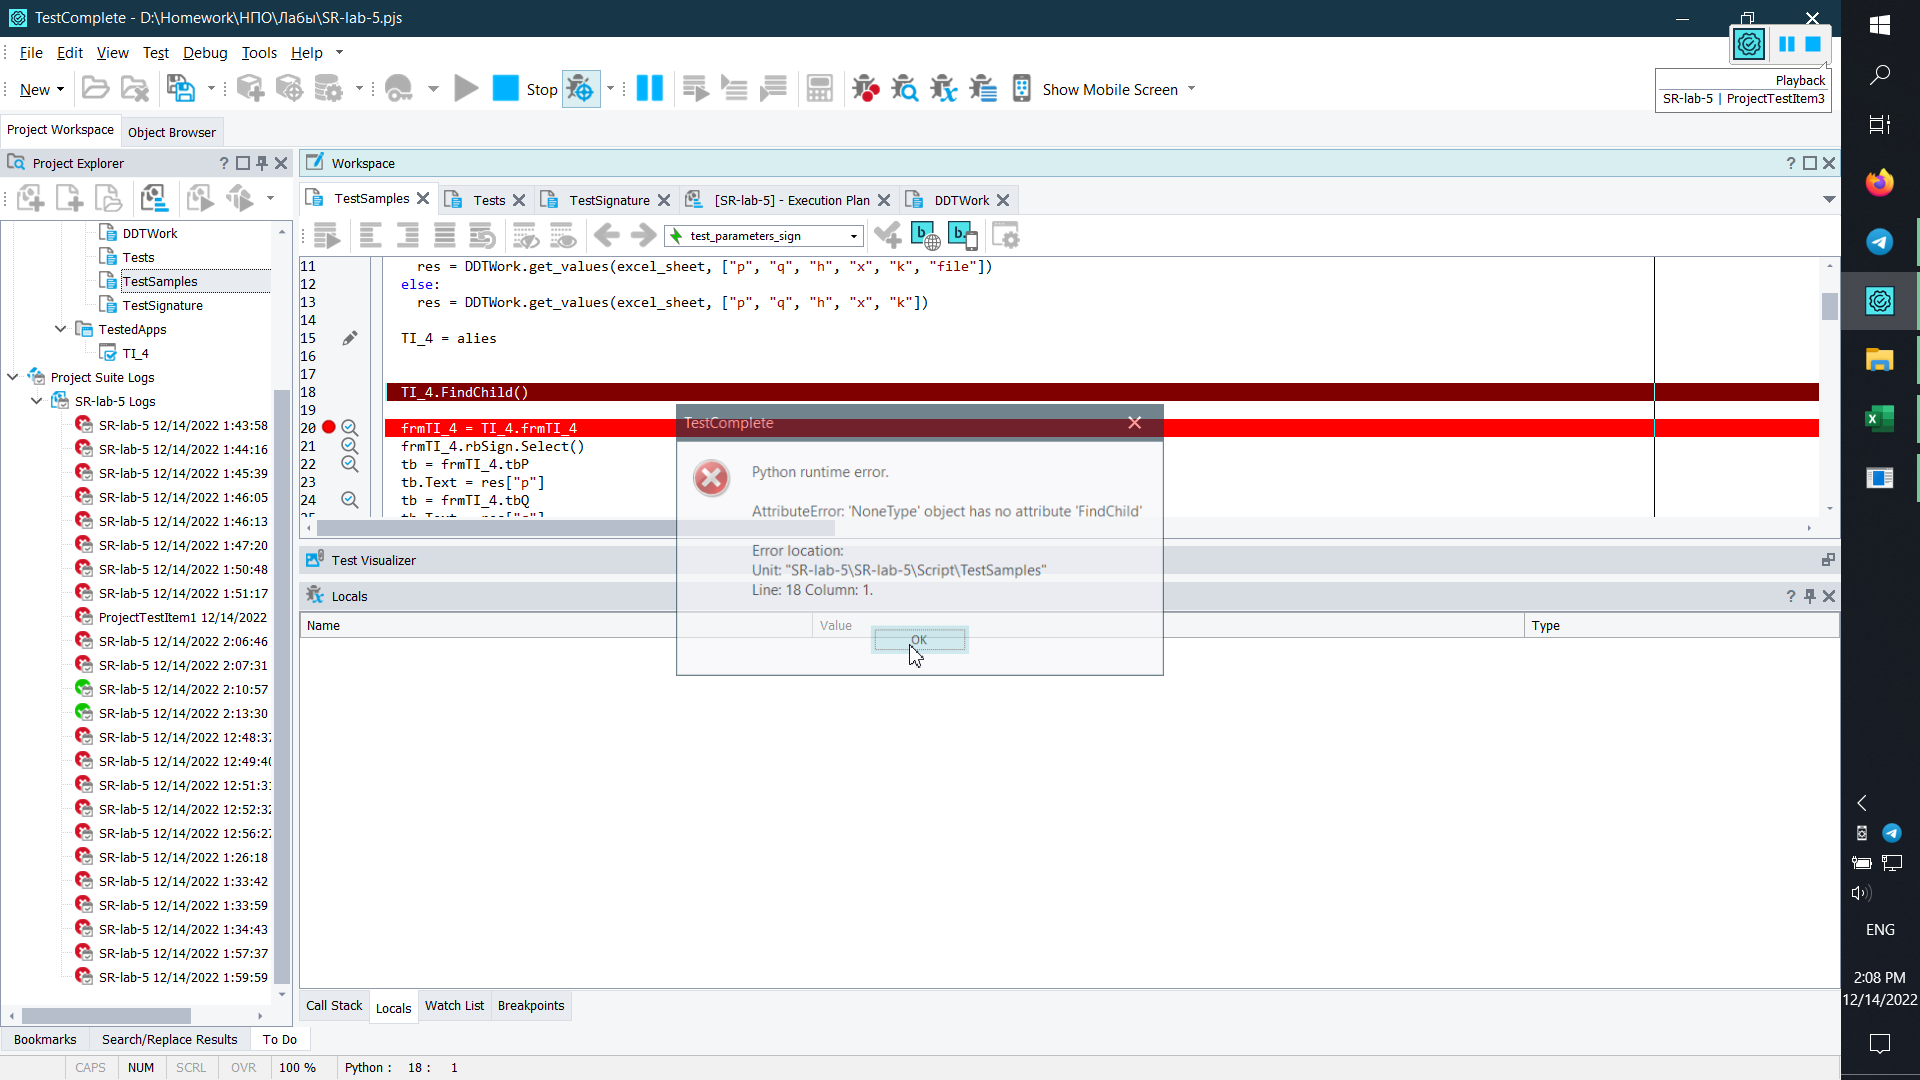 TestComplete - D:\Homework\НПО\Лабы\SR-lab-5.pjs
File Edit View Test Debug Tools Help
New
Stop
Show Mobile Screen
Playback
SR-lab-5 | ProjectTestItem3
Project Workspace
Object Browser
Project Explorer
Workspace
TestSamples
Tests
TestSignature
[SR-lab-5] - Execution Plan
DDTWork
test_parameters_sign
DDTWork
Tests
TestSamples
TestSignature
TestedApps
TI_4
Project Suite Logs
SR-lab-5 Logs
SR-lab-5 12/14/2022 1:43:58
SR-lab-5 12/14/2022 1:44:16
SR-lab-5 12/14/2022 1:45:39
SR-lab-5 12/14/2022 1:46:05
SR-lab-5 12/14/2022 1:46:13
SR-lab-5 12/14/2022 1:47:20
SR-lab-5 12/14/2022 1:50:48
SR-lab-5 12/14/2022 1:51:17
ProjectTestItem1 12/14/2022
SR-lab-5 12/14/2022 2:06:46
SR-lab-5 12/14/2022 2:07:31
SR-lab-5 12/14/2022 2:10:57
SR-lab-5 12/14/2022 2:13:30
SR-lab-5 12/14/2022 12:48:37
SR-lab-5 12/14/2022 12:49:40
SR-lab-5 12/14/2022 12:51:31
SR-lab-5 12/14/2022 12:52:32
SR-lab-5 12/14/2022 12:56:27
SR-lab-5 12/14/2022 1:26:18
SR-lab-5 12/14/2022 1:33:42
SR-lab-5 12/14/2022 1:33:59
SR-lab-5 12/14/2022 1:34:43
SR-lab-5 12/14/2022 1:57:37
SR-lab-5 12/14/2022 1:59:59
11 res = DDTWork.get_values(excel_sheet, ["p", "q", "h", "x", "k", "file"])
12 else:
13 res = DDTWork.get_values(excel_sheet, ["p", "q", "h", "x", "k"])
14
15 TI_4 = alies
16
17
18 TI_4.FindChild()
19
20 frmTI_4 = TI_4.frmTI_4
21 frmTI_4.rbSign.Select()
22 tb = frmTI_4.tbP
23 tb.Text = res["p"]
24 tb = frmTI_4.tbQ
TestComplete
Python runtime error.
AttributeError: 'NoneType' object has no attribute 'FindChild'
Error location:
Unit: "SR-lab-5\SR-lab-5\Script\TestSamples"
Line: 18 Column: 1.
OK
Test Visualizer
Locals
Name Value Type
Call Stack Locals Watch List Breakpoints
Bookmarks Search/Replace Results To Do
CAPS NUM SCRL OVR 100 % Python : 18 : 1
ENG
2:08 PM
12/14/2022